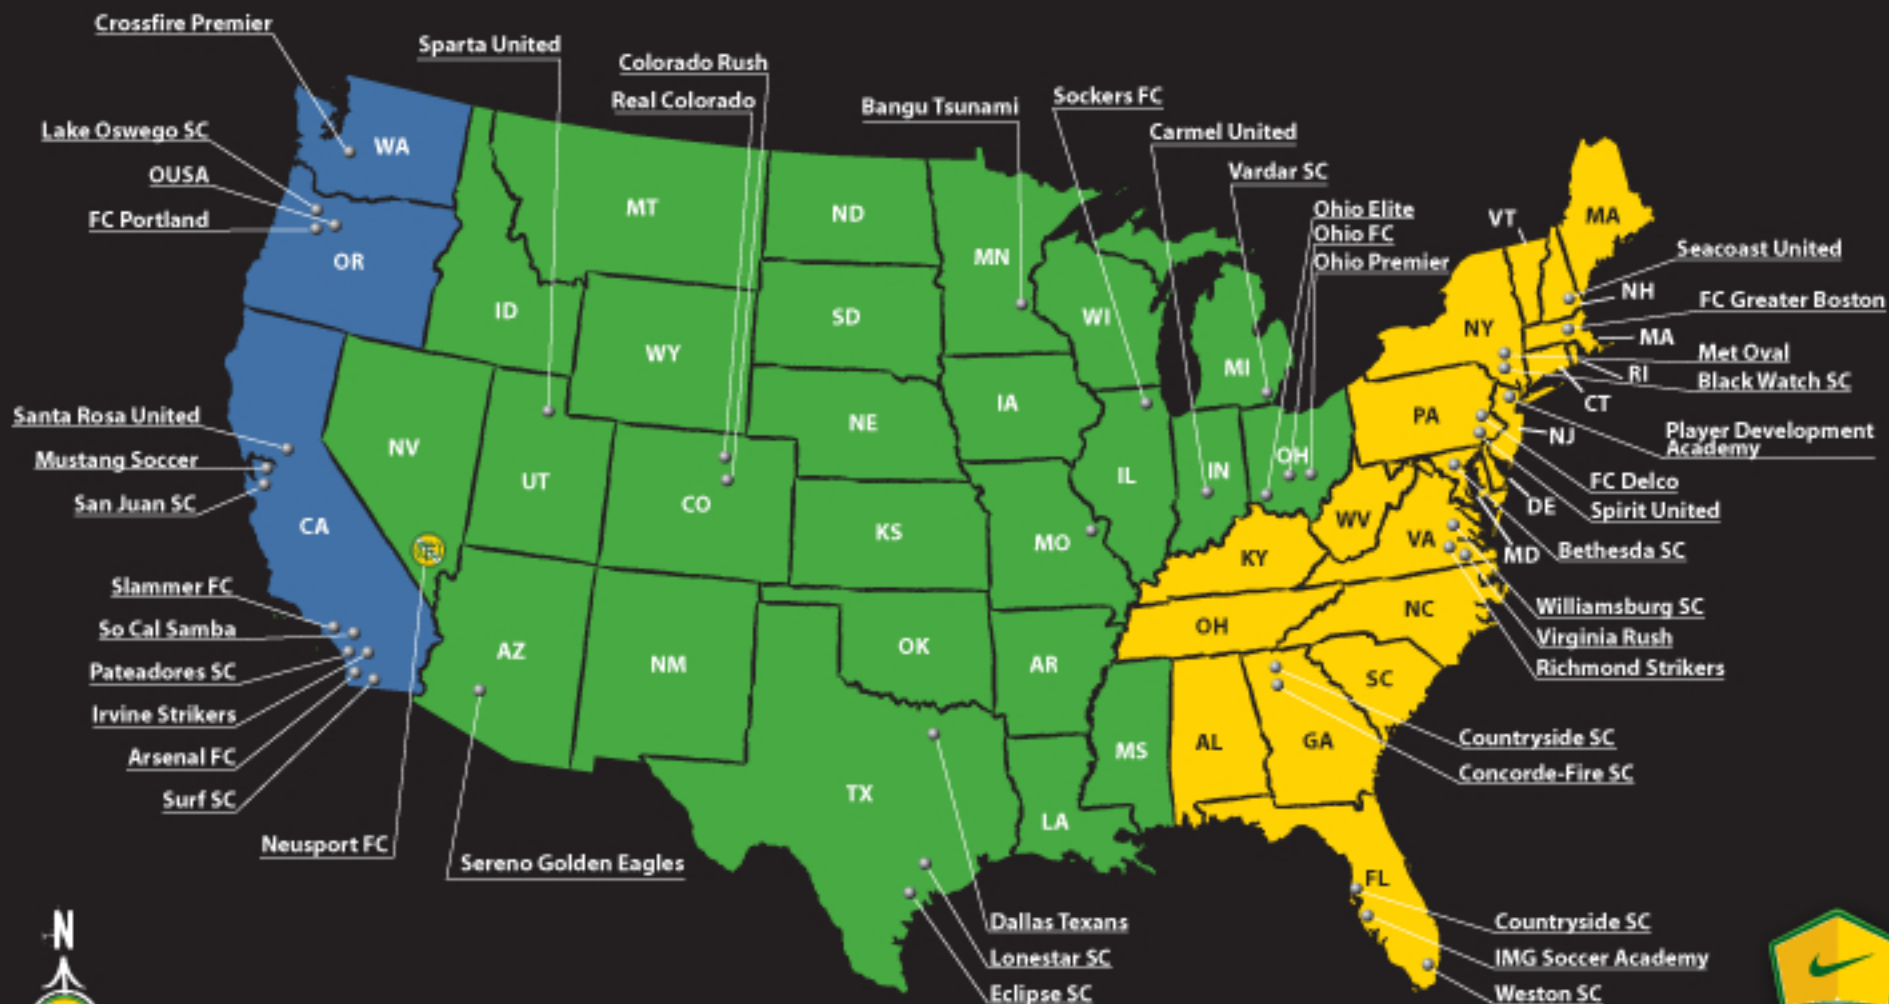 Crossfire Premier
Sparta United
Colorado Rush
Real Colorado
Bangu Tsunami
Sockers FC
Carmel United
Vardar SC
Lake Oswego SC
OUSA
FC Portland
Ohio Elite
Ohio FC
Ohio Premier
WA
OR
MT
ID
ND
MN
SD
WI
WY
MI
VT
MA
Seacoast United
NH
FC Greater Boston
NY
MA
Met Oval
RI
Black Watch SC
CT
PA
NJ
Player Development
Academy
FC Delco
DE
Spirit United
Bethesda SC
MD
Santa Rosa United
Mustang Soccer
San Juan SC
CA
NV
UT
CO
NE
IA
IL
IN
OH
KS
MO
WV
VA
KY
Williamsburg SC
Virginia Rush
Richmond Strikers
Slammer FC
So Cal Samba
Pateadores SC
Irvine Strikers
Arsenal FC
Surf SC
AZ
NM
OK
AR
OH
NC
SC
MS
AL
GA
Countryside SC
Concorde-Fire SC
TX
LA
FL
Neusport FC
Sereno Golden Eagles
Dallas Texans
Lonestar SC
Eclipse SC
Countryside SC
IMG Soccer Academy
Weston SC
N